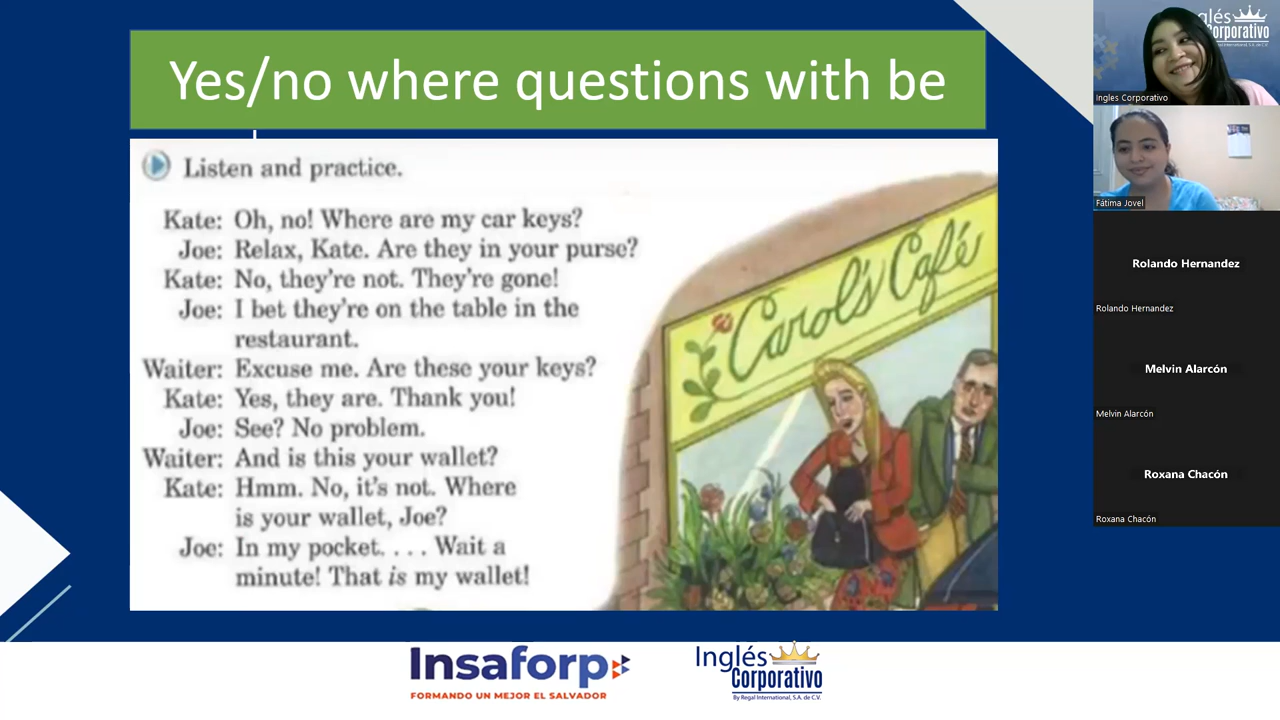 Yes/no where questions with be
Listen and practice.
Kate: Oh, no! Where are my car keys?
Joe: Relax, Kate. Are they in your purse?
Kate: No, they're not. They're gone!
Joe: I bet they're on the table in the
restaurant.
Waiter: Excuse me. Are these your keys?
Kate: Yes, they are. Thank you!
Joe: See? No problem.
Waiter: And is this your wallet?
Kate: Hmm. No, it's not. Where
is your wallet, Joe?
Joe: In my pocket. . . . Wait a
minute! That is my wallet!
Carol's Café
Insaforp
FORMANDO UN MEJOR EL SALVADOR
Inglés
Corporativo
By Regal International, S.A. de C.V.
Corporativo
Ingles Corporativo
Fátima Jovel
Rolando Hernandez
Rolando Hernandez
Melvin Alarcón
Melvin Alarcón
Roxana Chacón
Roxana Chacón